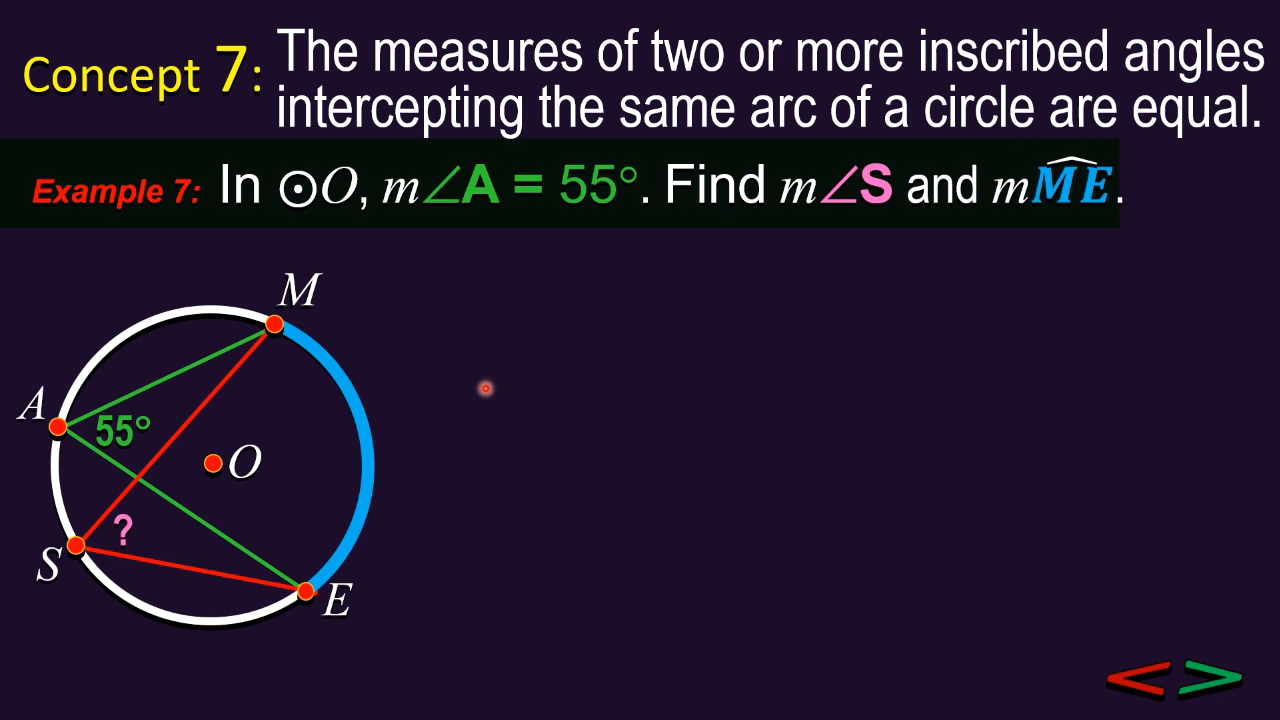 Concept 7: The measures of two or more inscribed angles
intercepting the same arc of a circle are equal.
Example 7: In ⊙O, m∠A = 55°. Find m∠S and m𝑀𝐸̂.
M
A
55°
O
?
S
E
< >